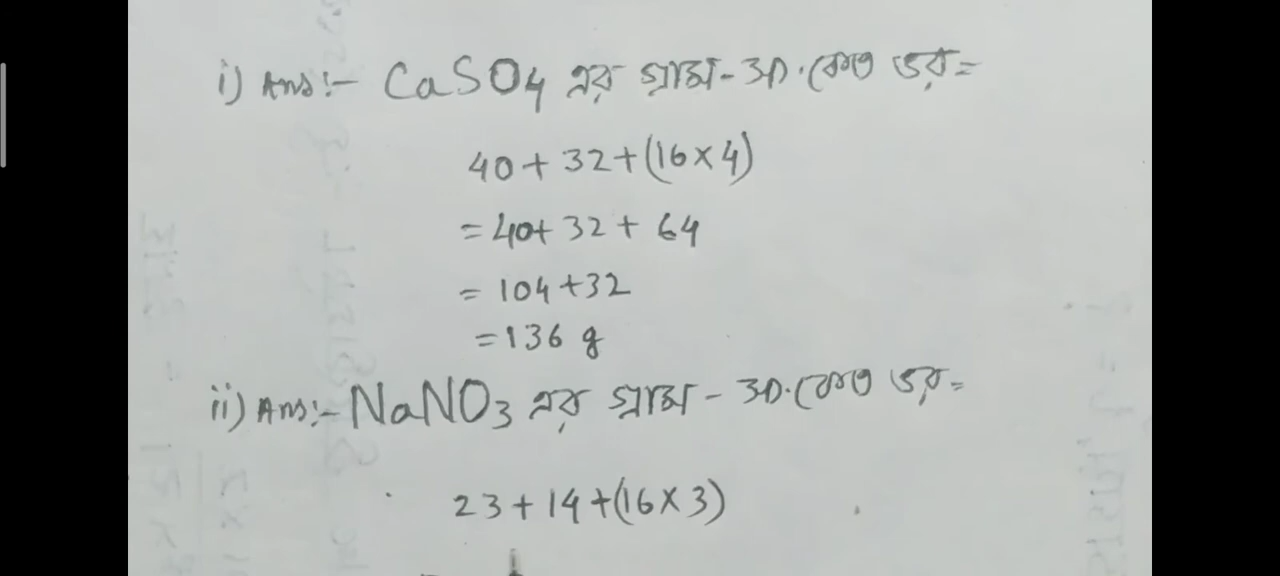 i) Ans:- CaSO4 এর গ্রাম-আণবিক ভর=
40+32+(16×4)
=40+32+64
= 104+32
=136 g
ii) Ans:- NaNO3 এর গ্রাম-আণবিক ভর=
23+14+(16×3)